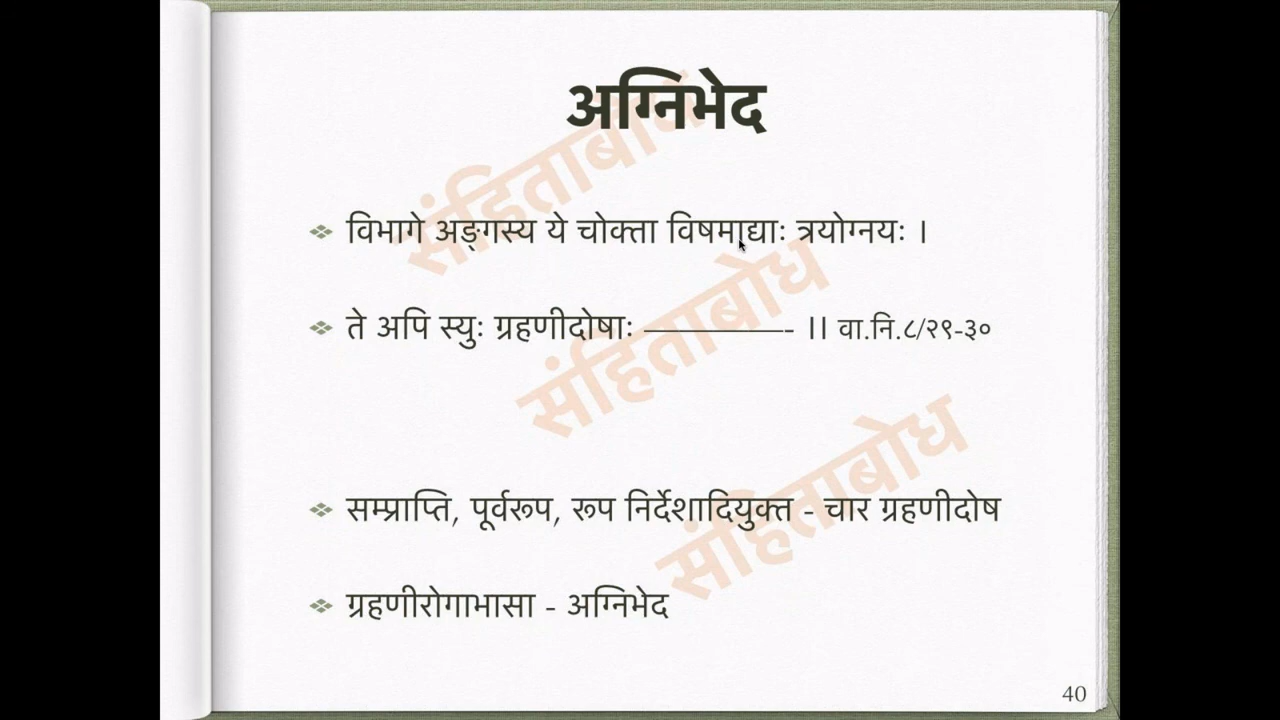 अग्निभेद
विभागे अङ्गस्य ये चोक्ता विषमाद्याः त्रयोग्नयः ।
ते अपि स्युः ग्रहणीदोषाः ————- ।। वा.नि.८/२९-३०
सम्प्राप्ति, पूर्वरूप, रूप निर्देशादियुक्त - चार ग्रहणीदोष
ग्रहणीरोगाभासा - अग्निभेद
संहिताबोध
संहिताबोध
संहिताबोध
40